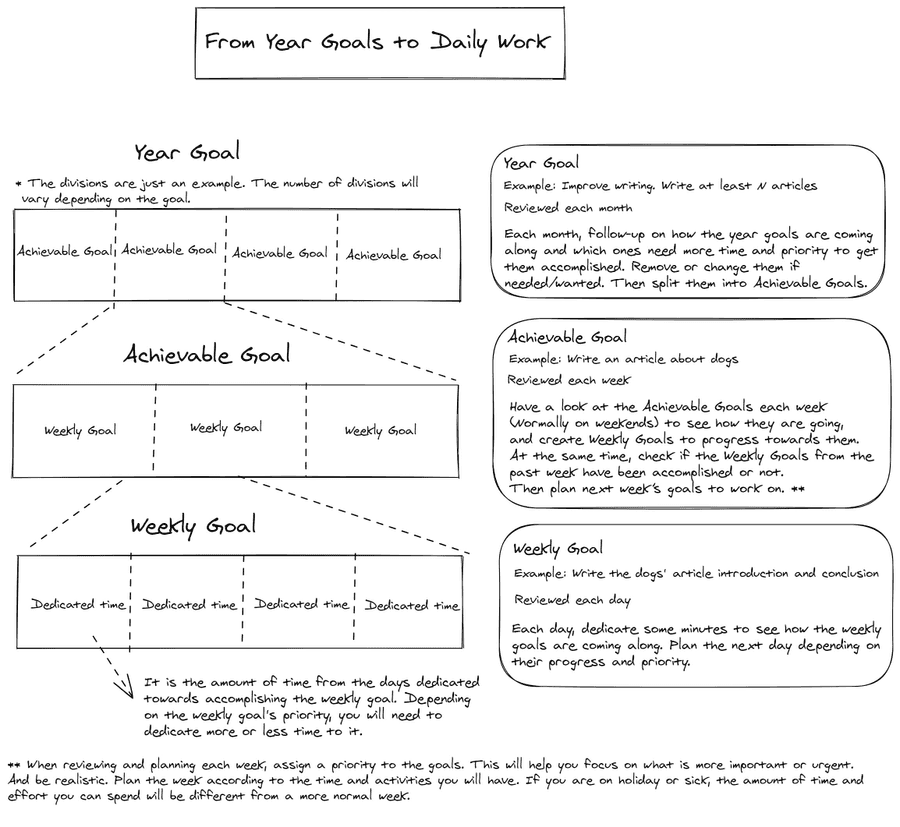 From Year Goals to Daily Work
Year Goal
* The divisions are just an example. The number of divisions will
vary depending on the goal.
Achievable Goal
Achievable Goal
Achievable Goal
Achievable Goal
Achievable Goal
Weekly Goal
Weekly Goal
Weekly Goal
Weekly Goal
Dedicated time
Dedicated time
Dedicated time
Dedicated time
It is the amount of time from the days dedicated
towards accomplishing the weekly goal. Depending
on the weekly goal's priority, you will need to
dedicate more or less time to it.
Year Goal
Example: Improve writing. Write at least N articles
Reviewed each month
Each month, follow-up on how the year goals are coming
along and which ones need more time and priority to get
them accomplished. Remove or change them if
needed/wanted. Then split them into Achievable Goals.
Achievable Goal
Example: Write an article about dogs
Reviewed each week
Have a look at the Achievable Goals each week
(Normally on weekends) to see how they are going,
and create Weekly Goals to progress towards them.
At the same time, check if the Weekly Goals from the
past week have been accomplished or not.
Then plan next week's goals to work on. **
Weekly Goal
Example: Write the dogs' article introduction and conclusion
Reviewed each day
Each day, dedicate some minutes to see how the weekly
goals are coming along. Plan the next day depending on
their progress and priority.
** When reviewing and planning each week, assign a priority to the goals. This will help you focus on what is more important or urgent.
And be realistic. Plan the week according to the time and activities you will have. If you are on holiday or sick, the amount of time and
effort you can spend will be different from a more normal week.